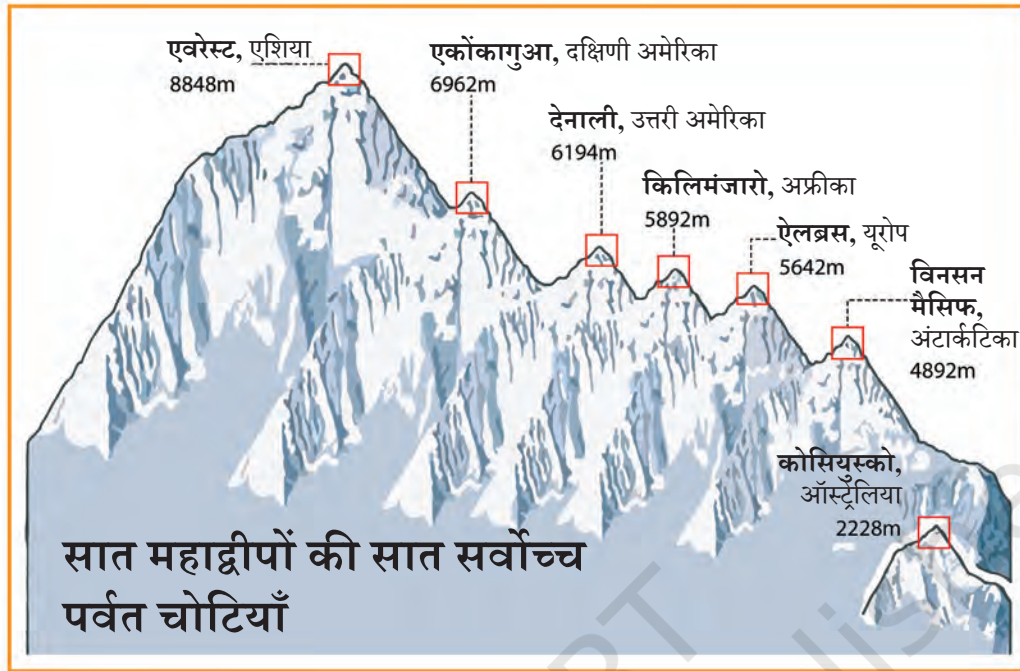 एवरेस्ट, एशिया
8848m
एकोंकागुआ, दक्षिणी अमेरिका
6962m
देनाली, उत्तरी अमेरिका
6194m
किलिमंजारो, अफ्रीका
5892m
ऐलब्रस, यूरोप
5642m
विनसन
मैसिफ,
अंटार्कटिका
4892m
कोसियुस्को,
ऑस्ट्रेलिया
2228m
सात महाद्वीपों की सात सर्वोच्च
पर्वत चोटियाँ